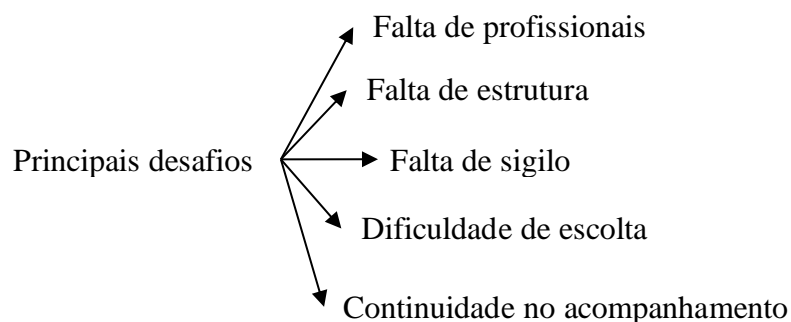 Falta de profissionais
Falta de estrutura
Principais desafios
Falta de sigilo
Dificuldade de escolta
Continuidade no acompanhamento